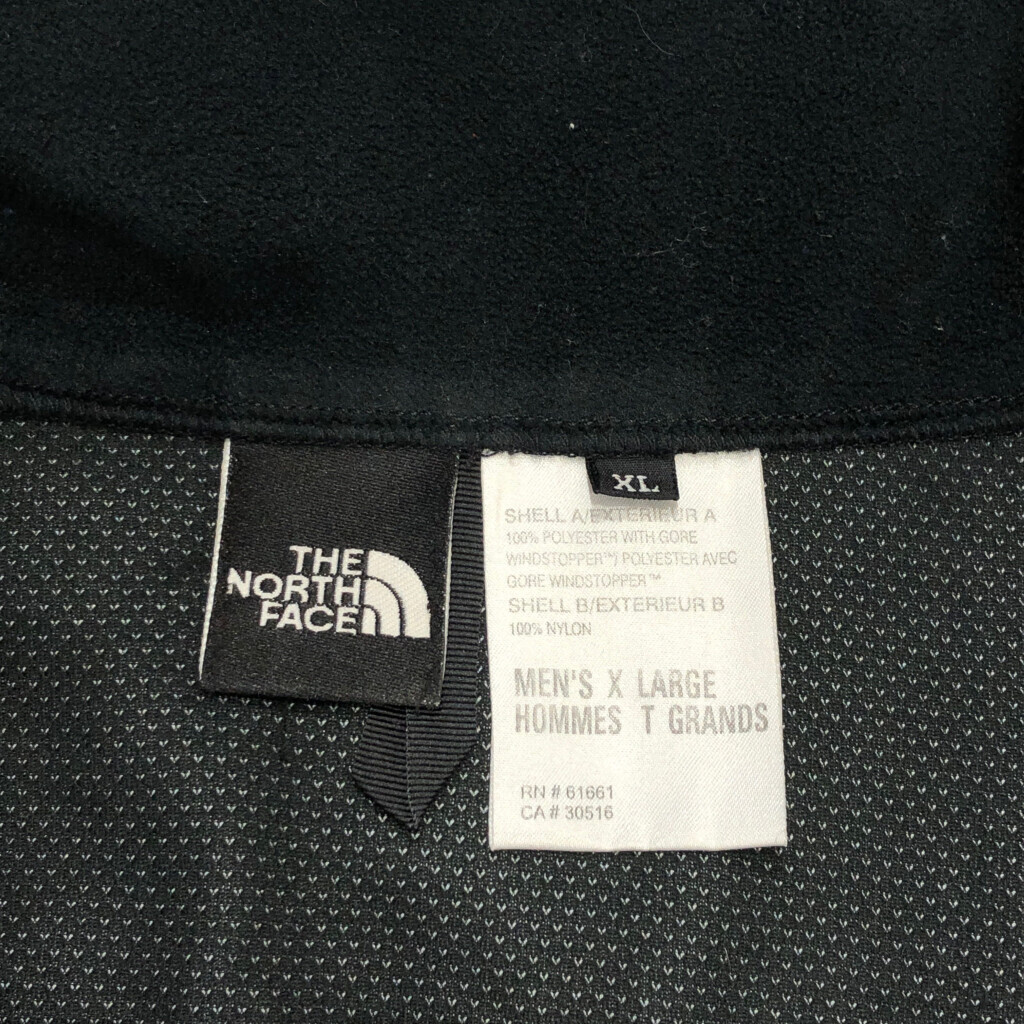 THE
NORTH
FACE
XL
SHELL A/EXTERIEUR A
100% POLYESTER WITH GORE
WINDSTOPPER™/ POLYESTER AVEC
GORE WINDSTOPPER™
SHELL B/EXTERIEUR B
100% NYLON
MEN'S X LARGE
HOMMES T GRANDS
RN # 61661
CA # 30516